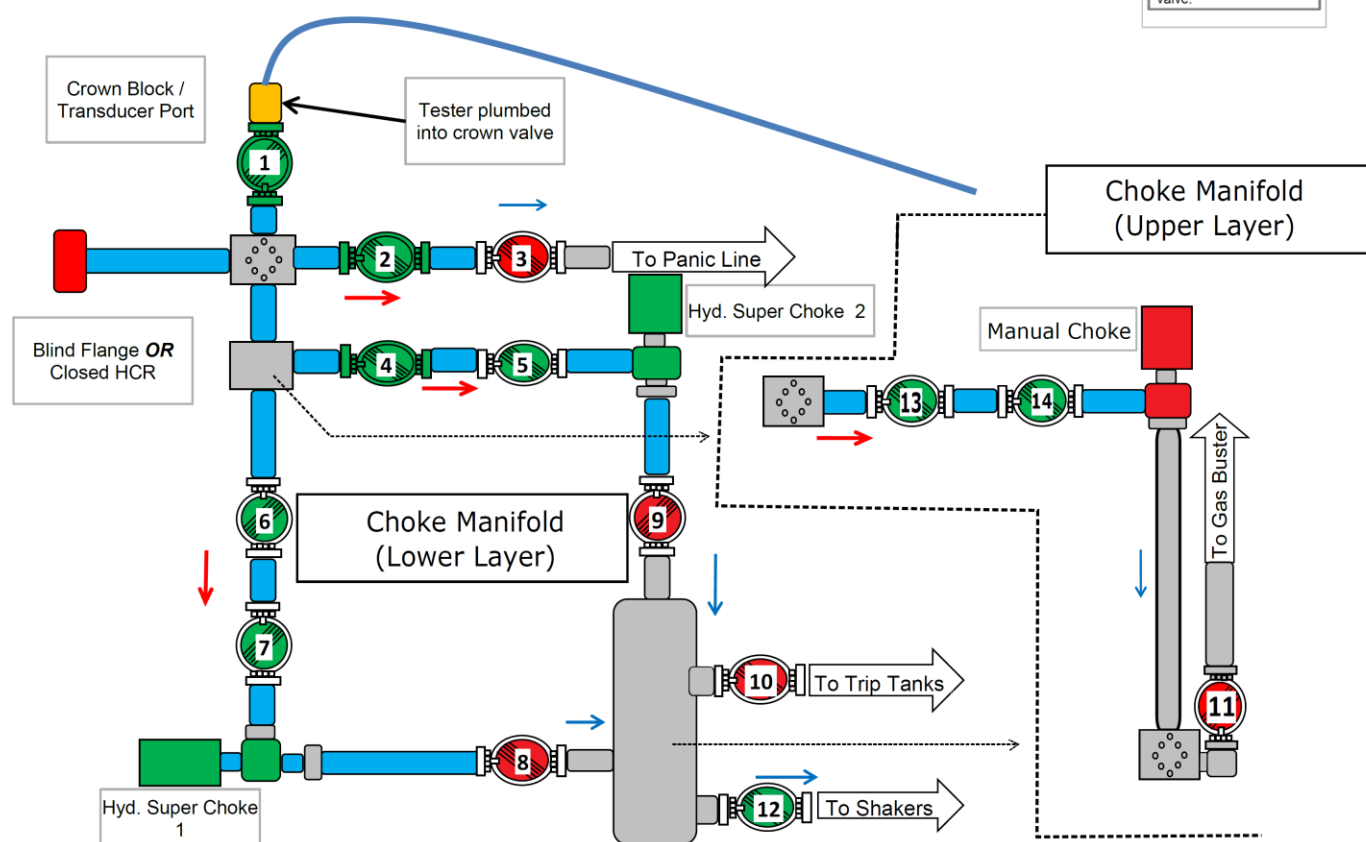 valve.
Crown Block /
Transducer Port
Tester plumbed
into crown valve
1
Choke Manifold
(Upper Layer)
2
3
To Panic Line
Hyd. Super Choke 2
Blind Flange OR
Closed HCR
4
5
Manual Choke
13
14
6
Choke Manifold
(Lower Layer)
9
To Gas Buster
7
10
To Trip Tanks
11
8
12
To Shakers
Hyd. Super Choke
1